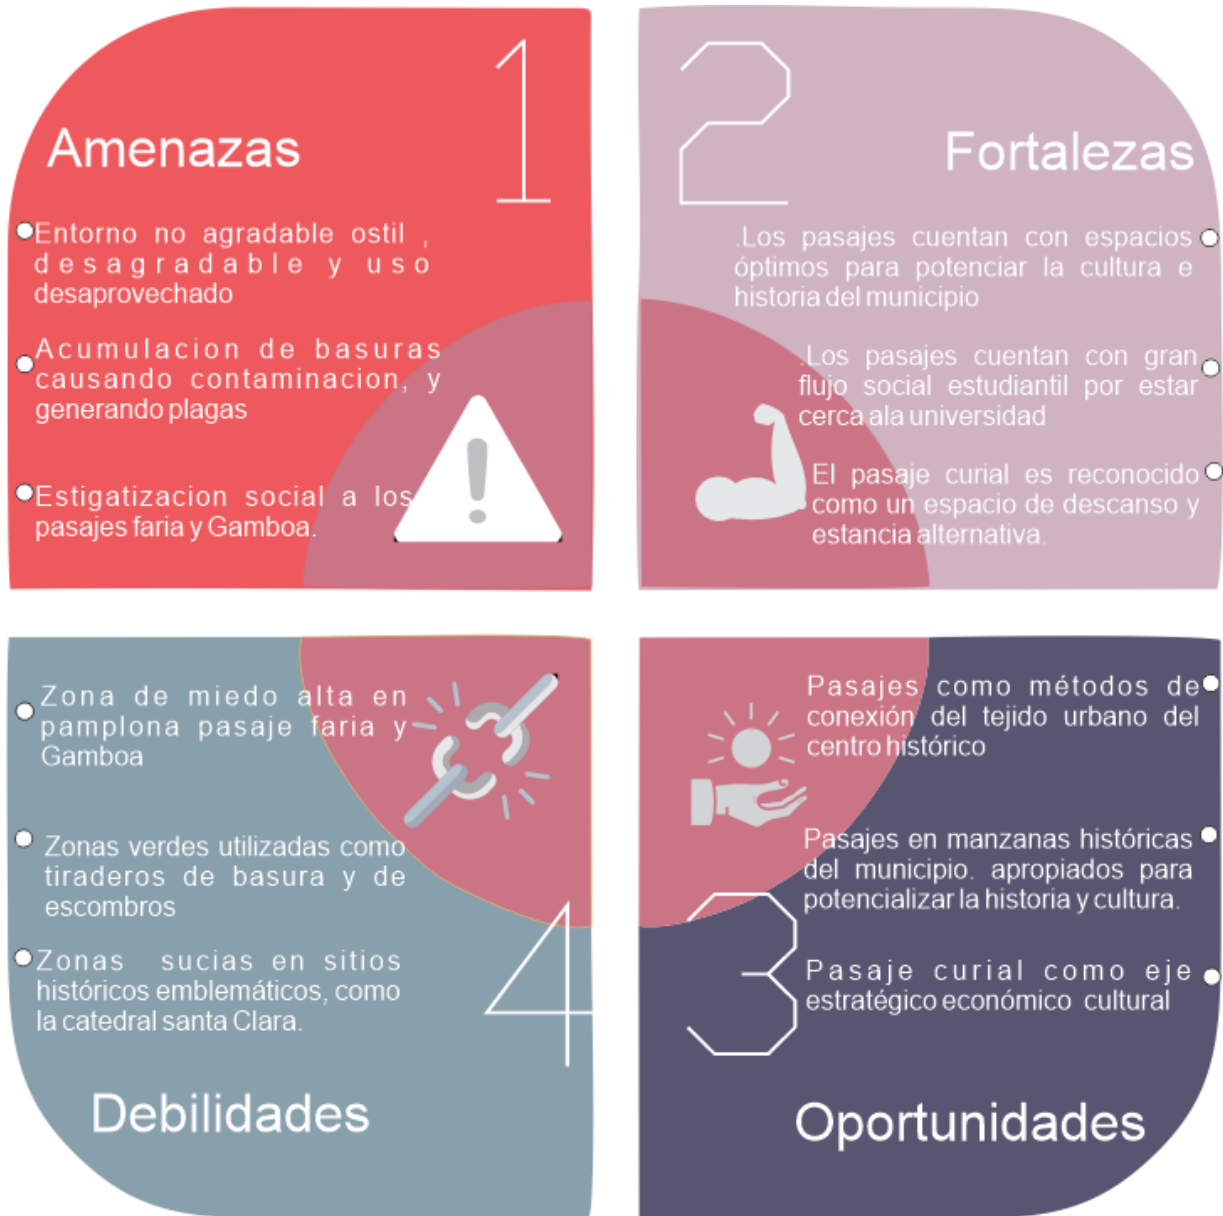 1
Amenazas
Entorno no agradable ostil ,
desagradable y uso
desaprovechado
Acumulacion de basuras
causando contaminacion, y
generando plagas
Estigatizacion social a los
pasajes faria y Gamboa.
2
Fortalezas
.Los pasajes cuentan con espacios
óptimos para potenciar la cultura e
historia del municipio
.Los pasajes cuentan con gran
flujo social estudiantil por estar
cerca ala universidad
El pasaje curial es reconocido
como un espacio de descanso y
estancia alternativa.
Zona de miedo alta en
pamplona pasaje faria y
Gamboa
Zonas verdes utilizadas como
tiraderos de basura y de
escombros
Zonas sucias en sitios
históricos emblemáticos, como
la catedral santa Clara.
4
Debilidades
Pasajes como métodos de
conexión del tejido urbano del
centro histórico
Pasajes en manzanas históricas
del municipio. apropiados para
potencializar la historia y cultura.
Pasaje curial como eje
estratégico económico cultural
3
Oportunidades